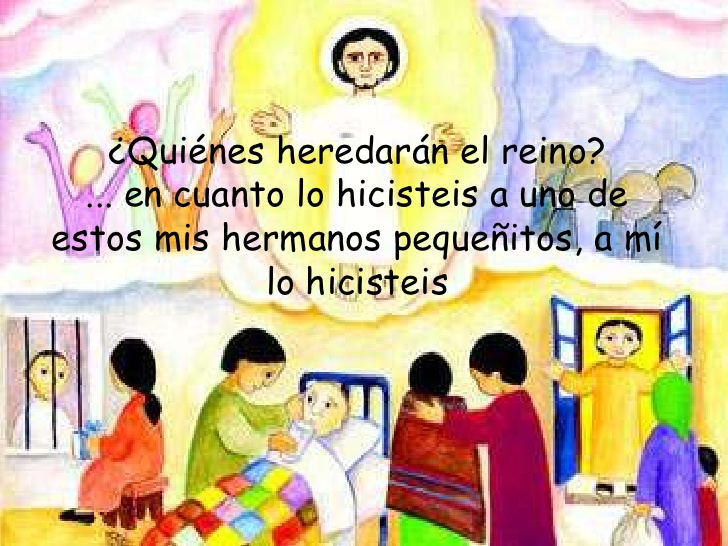 ¿Quiénes heredarán el reino?
... en cuanto lo hicisteis a uno de
estos mis hermanos pequeñitos, a mí
lo hicisteis